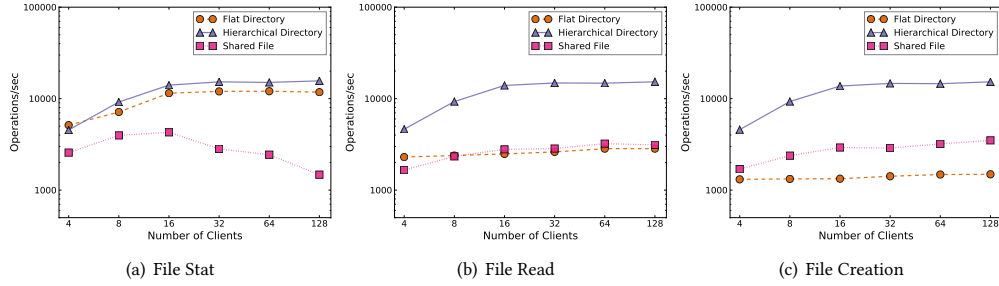 100000
10000
1000
Operations/sec
Flat Directory
Hierarchical Directory
Shared File
4 8 16 32 64 128
Number of Clients
(a) File Stat
100000
10000
1000
Operations/sec
Flat Directory
Hierarchical Directory
Shared File
4 8 16 32 64 128
Number of Clients
(b) File Read
100000
10000
1000
Operations/sec
Flat Directory
Hierarchical Directory
Shared File
4 8 16 32 64 128
Number of Clients
(c) File Creation